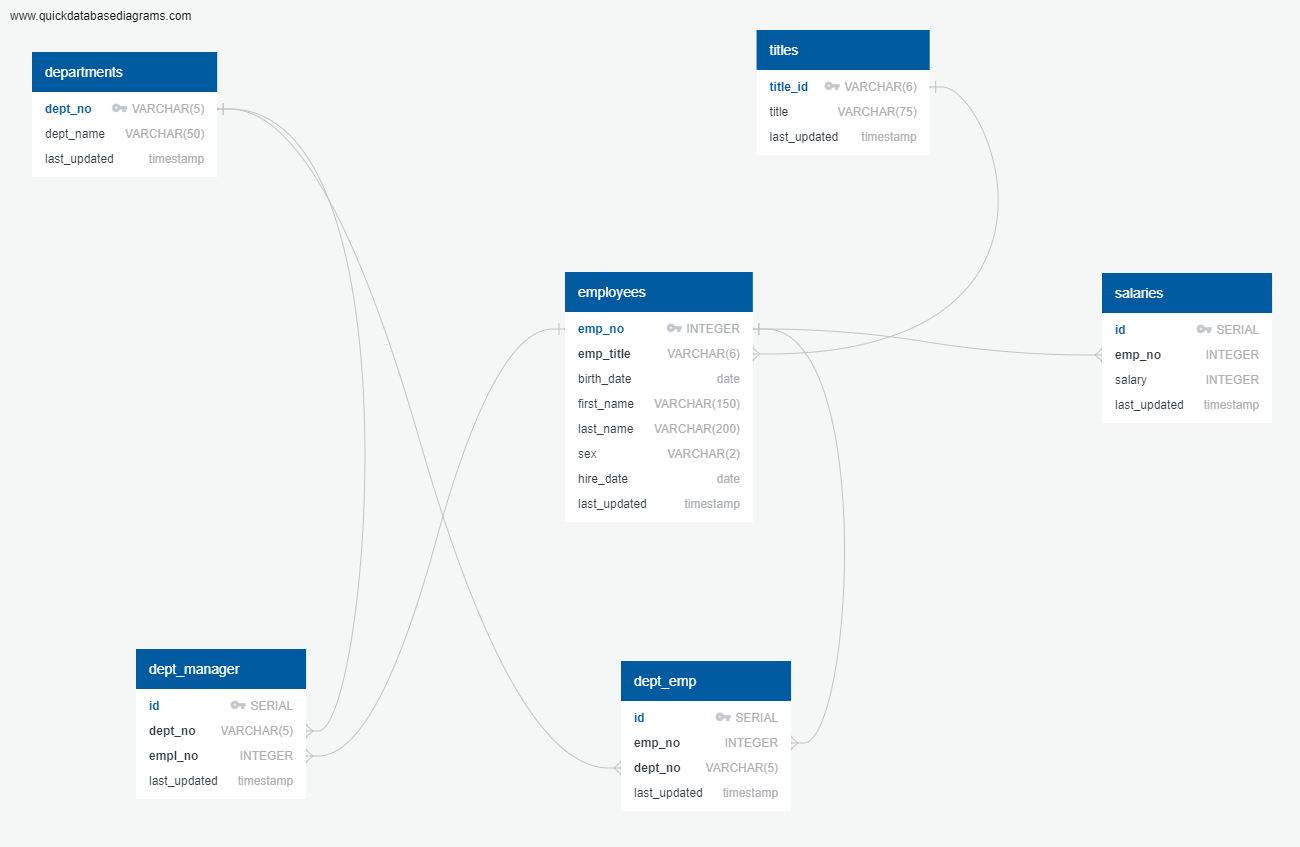 www.quickdatabasediagrams.com
departments
dept_no VARCHAR(5)
dept_name VARCHAR(50)
last_updated timestamp
titles
title_id VARCHAR(6)
title VARCHAR(75)
last_updated timestamp
employees
emp_no INTEGER
emp_title VARCHAR(6)
birth_date date
first_name VARCHAR(150)
last_name VARCHAR(200)
sex VARCHAR(2)
hire_date date
last_updated timestamp
salaries
id SERIAL
emp_no INTEGER
salary INTEGER
last_updated timestamp
dept_manager
id SERIAL
dept_no VARCHAR(5)
empl_no INTEGER
last_updated timestamp
dept_emp
id SERIAL
emp_no INTEGER
dept_no VARCHAR(5)
last_updated timestamp